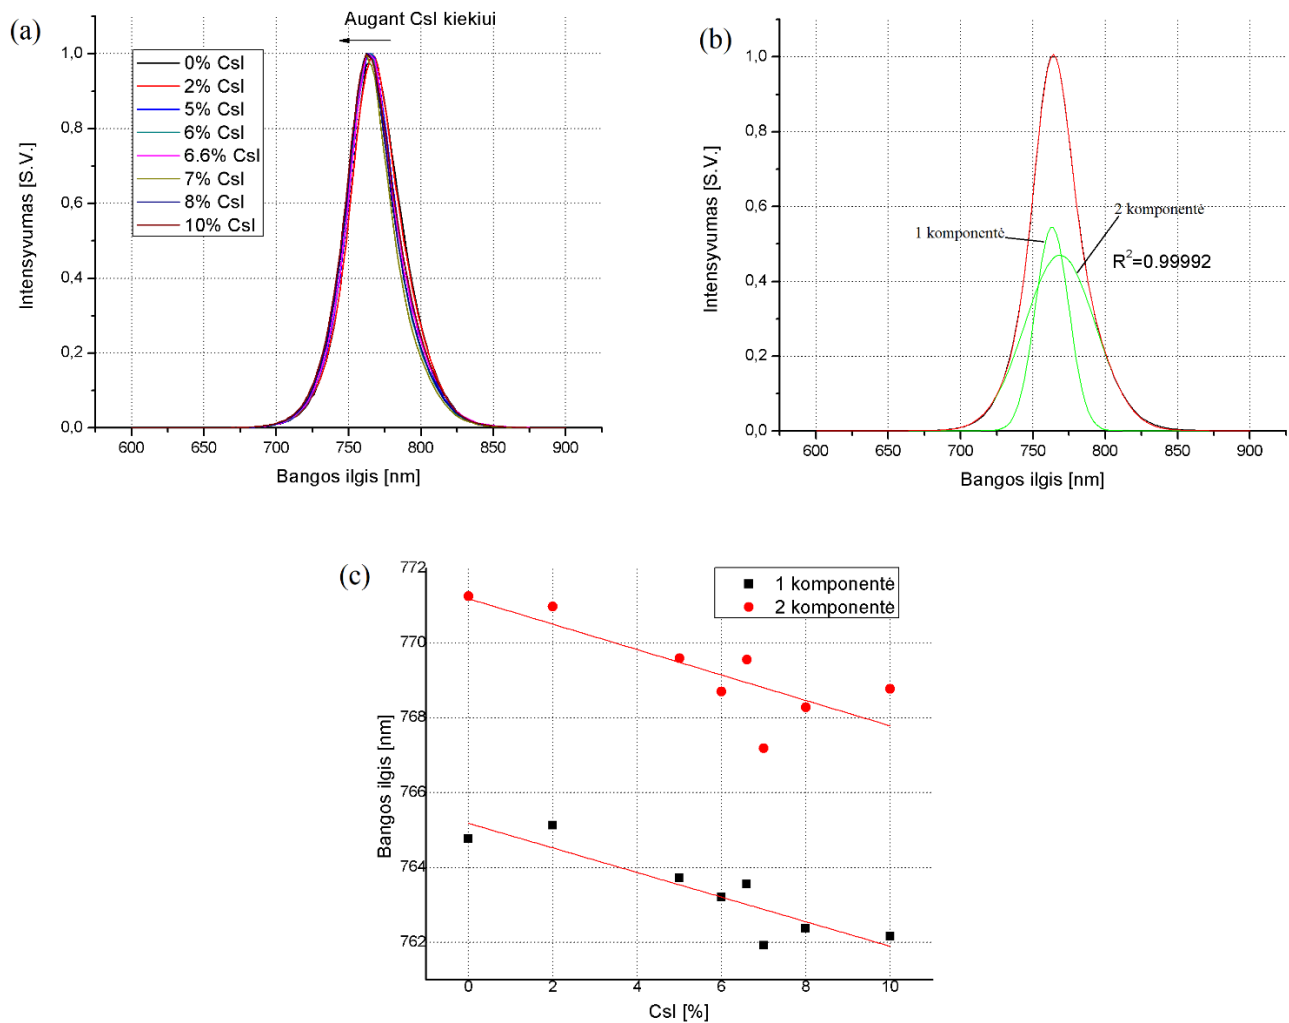 (a)
Augant CsI kiekiui
0% CsI
2% CsI
5% CsI
6% CsI
6.6% CsI
7% CsI
8% CsI
10% CsI
Intensyvumas [S.V.]
1,0
0,8
0,6
0,4
0,2
0,0
600 650 700 750 800 850 900
Bangos ilgis [nm]
(b)
Intensyvumas [S.V.]
1,0
0,8
0,6
0,4
0,2
0,0
1 komponentė
2 komponentė
R²=0.99992
600 650 700 750 800 850 900
Bangos ilgis [nm]
(c)
1 komponentė
2 komponentė
Bangos ilgis [nm]
772
770
768
766
764
762
0 2 4 6 8 10
CsI [%]